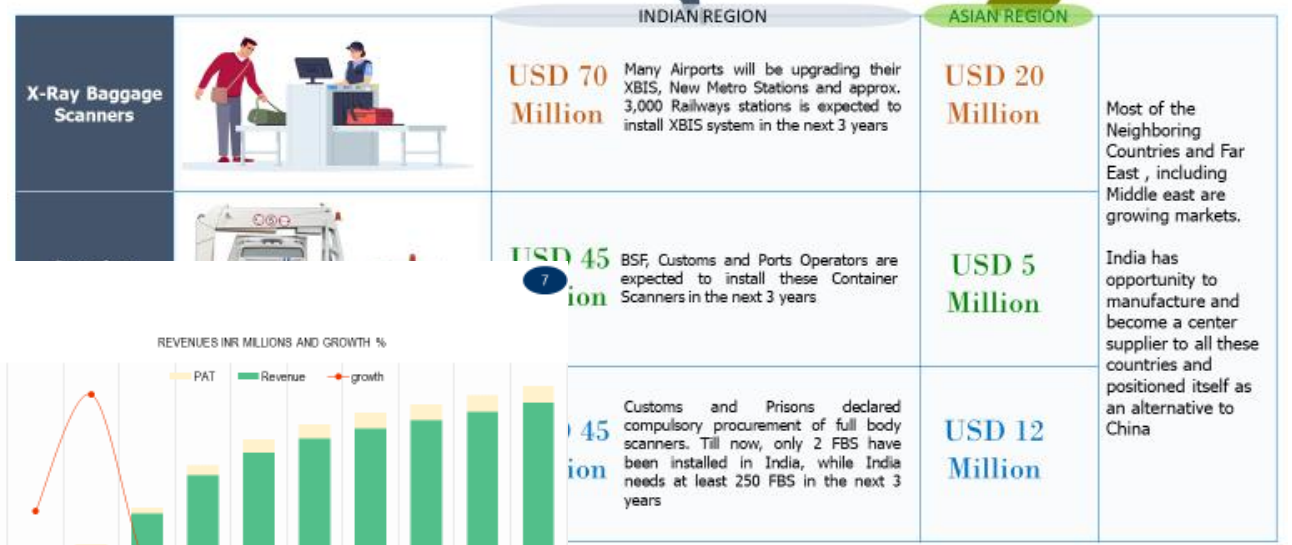 INDIAN REGION
ASIAN REGION
X-Ray Baggage
Scanners
USD 70
Million
Many Airports will be upgrading their
XBIS, New Metro Stations and approx.
3,000 Railways stations is expected to
install XBIS system in the next 3 years
USD 20
Million
Most of the
Neighboring
Countries and Far
East , including
Middle east are
growing markets.
India has
opportunity to
manufacture and
become a center
supplier to all these
countries and
positioned itself as
an alternative to
China
USD 45
ion
BSF, Customs and Ports Operators are
expected to install these Container
Scanners in the next 3 years
USD 5
Million
7
REVENUES INR MILLIONS AND GROWTH %
PAT Revenue growth
45
ion
Customs and Prisons declared
compulsory procurement of full body
scanners. Till now, only 2 FBS have
been installed in India, while India
needs at least 250 FBS in the next 3
years
USD 12
Million